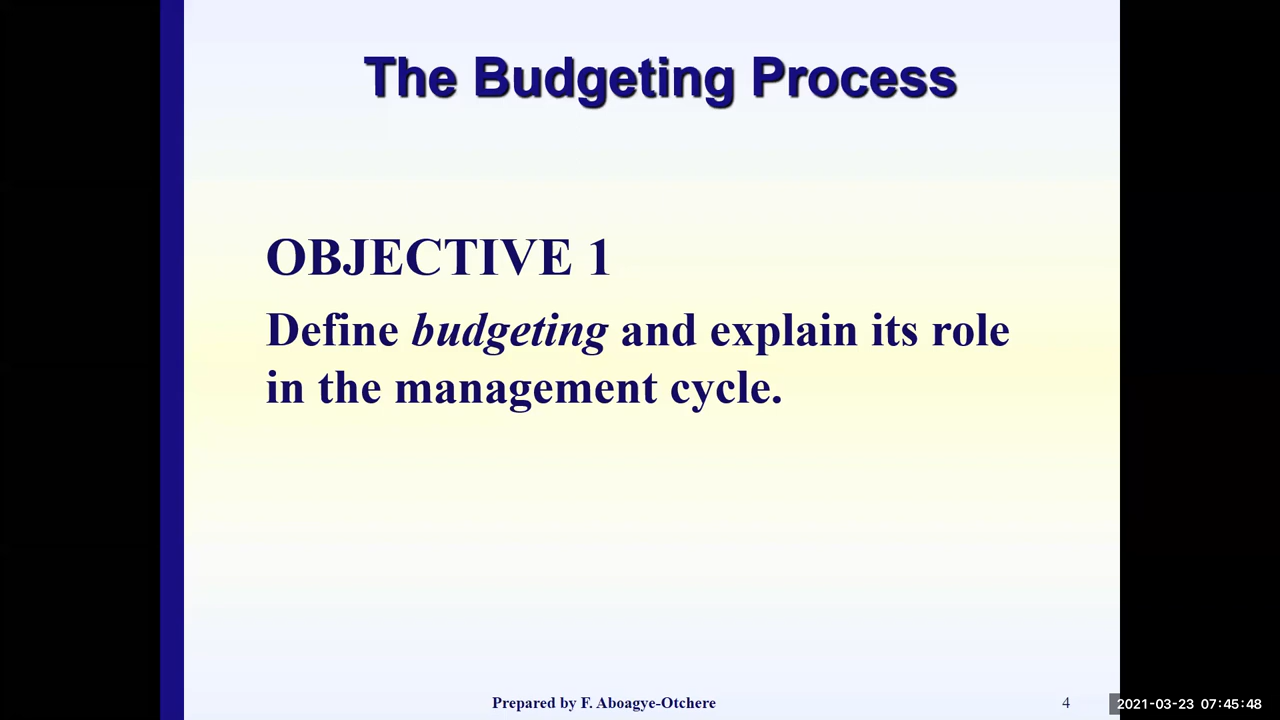 The Budgeting Process
OBJECTIVE 1
Define budgeting and explain its role
in the management cycle.
Prepared by F. Aboagye-Otchere
4
2021-03-23 07:45:48